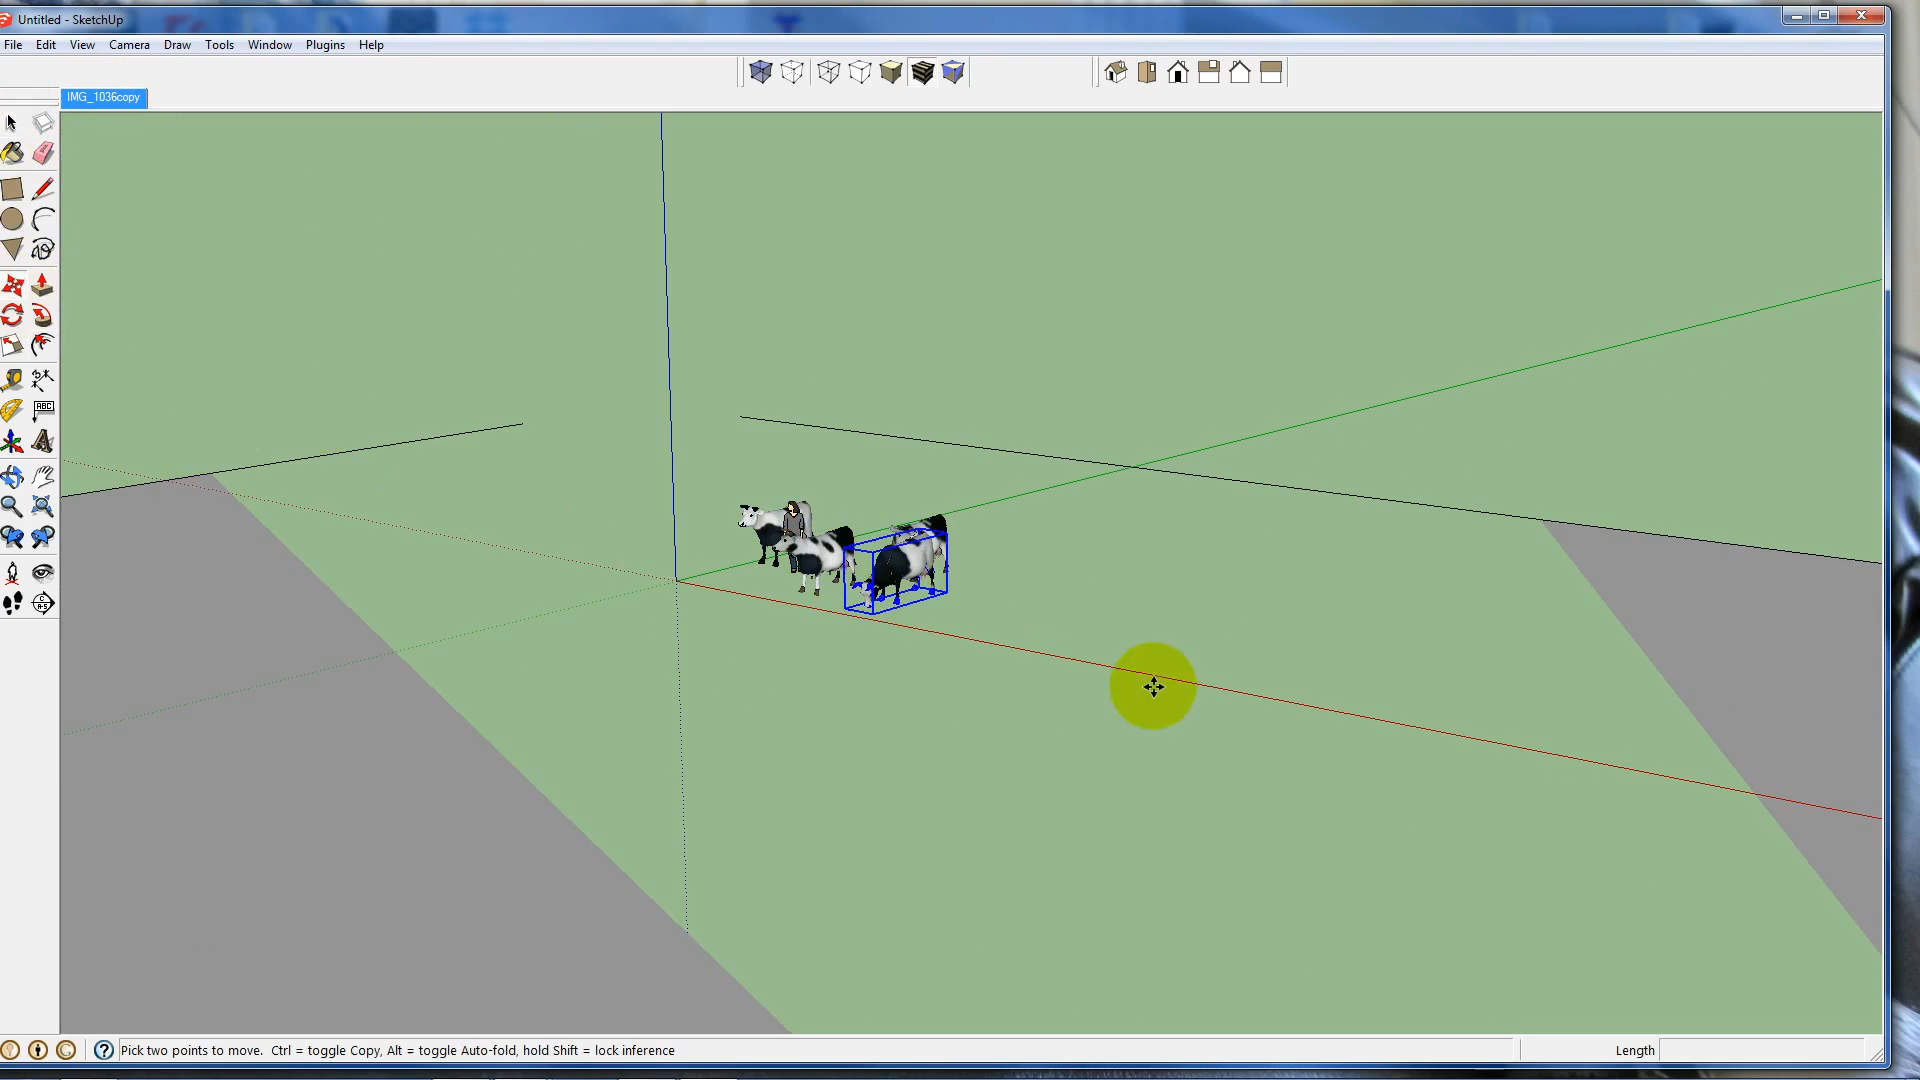 Untitled - SketchUp
File Edit View Camera Draw Tools Window Plugins Help
IMG_1036copy
ABC
Pick two points to move. Ctrl = toggle Copy, Alt = toggle Auto-fold, hold Shift = lock inference
Length